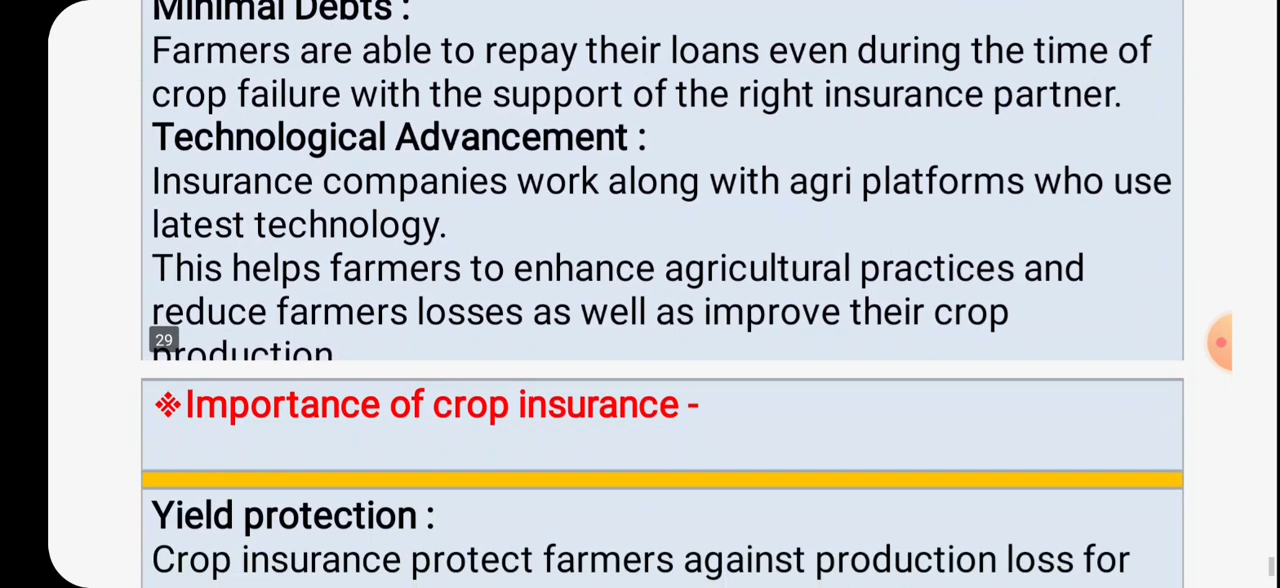 Minimal Debts :
Farmers are able to repay their loans even during the time of
crop failure with the support of the right insurance partner.
Technological Advancement :
Insurance companies work along with agri platforms who use
latest technology.
This helps farmers to enhance agricultural practices and
reduce farmers losses as well as improve their crop
29
production
❖Importance of crop insurance -
Yield protection :
Crop insurance protect farmers against production loss for